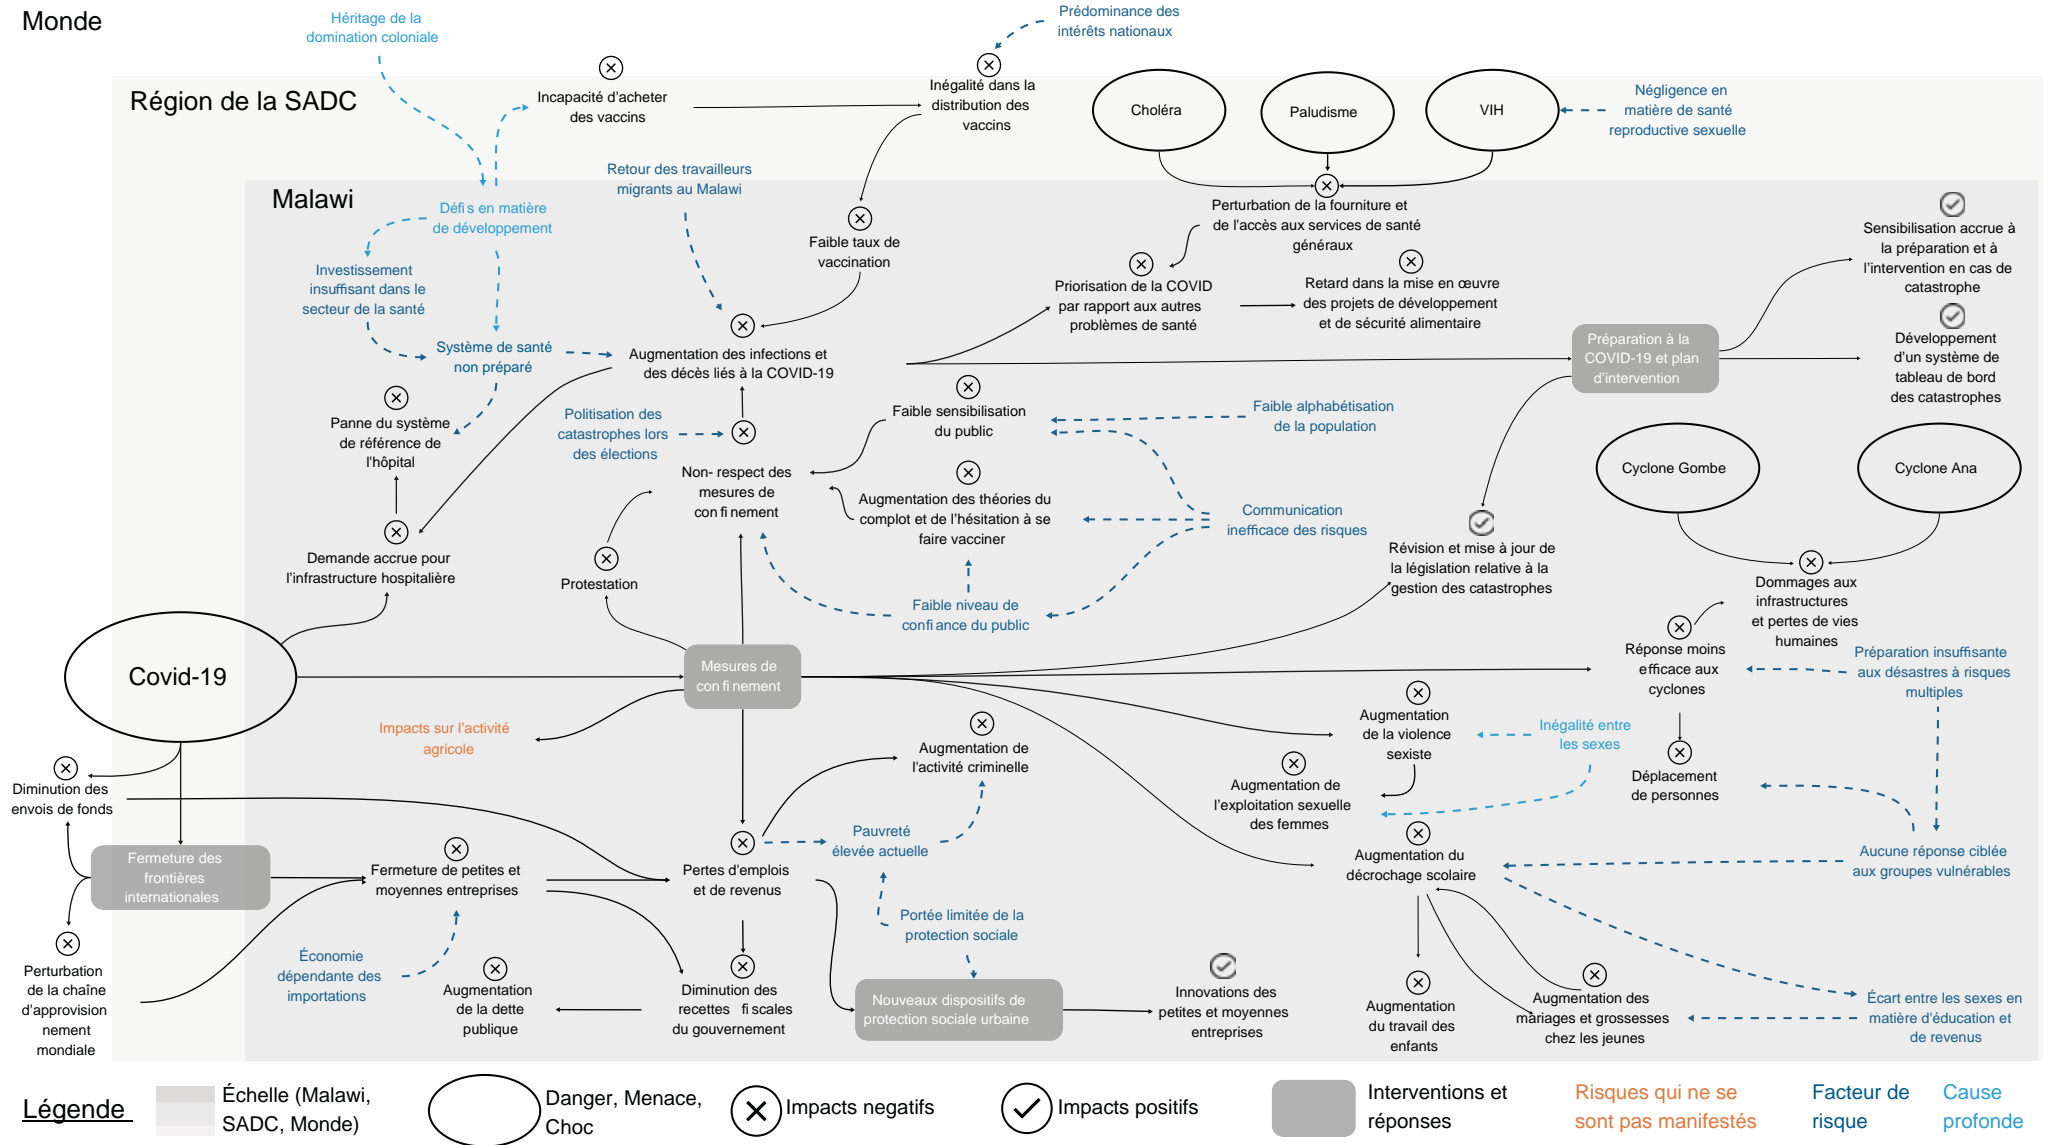 Monde
Héritage de la
domination coloniale
Prédominance des
intérêts nationaux
Région de la SADC
Incapacité d'acheter
des vaccins
Inégalité dans la
distribution des
vaccins
Choléra
Paludisme
VIH
Négligence en
matière de santé
reproductive sexuelle
Malawi
Retour des travailleurs
migrants au Malawi
Défis en matière
de développement
Faible taux de
vaccination
Perturbation de la fourniture et
de l'accès aux services de santé
généraux
Sensibilisation accrue à
la préparation et à
l'intervention en cas de
catastrophe
Investissement
insuffisant dans le
secteur de la santé
Priorisation de la COVID
par rapport aux autres
problèmes de santé
Retard dans la mise en œuvre
des projets de développement
et de sécurité alimentaire
Système de santé
non préparé
Augmentation des infections et
des décès liés à la COVID-19
Préparation à la
COVID-19 et plan
d'intervention
Développement
d'un système de
tableau de bord
des catastrophes
Panne du système
de référence de
l'hôpital
Politisation des
catastrophes lors
des élections
Faible sensibilisation
du public
Faible alphabétisation
de la population
Non- respect des
mesures de
con fi nement
Augmentation des théories du
complot et de l'hésitation à se
faire vacciner
Communication
inefficace des risques
Cyclone Gombe
Cyclone Ana
Demande accrue pour
l'infrastructure hospitalière
Protestation
Révision et mise à jour de
la législation relative à la
gestion des catastrophes
Dommages aux
infrastructures
et pertes de vies
humaines
Faible niveau de
confiance du public
Covid-19
Mesures de
con fi nement
Réponse moins
efficace aux
cyclones
Préparation insuffisante
aux désastres à risques
multiples
Impacts sur l'activité
agricole
Augmentation de
l'activité criminelle
Augmentation
de la violence
sexiste
Inégalité entre
les sexes
Diminution des
envois de fonds
Augmentation de
l'exploitation sexuelle
des femmes
Déplacement
de personnes
Fermeture des
frontières
internationales
Fermeture de petites et
moyennes entreprises
Pertes d'emplois
et de revenus
Pauvreté
élevée actuelle
Augmentation du
décrochage scolaire
Aucune réponse ciblée
aux groupes vulnérables
Portée limitée de la
protection sociale
Perturbation
de la chaîne
d'approvision
nement
mondiale
Économie
dépendante des
importations
Augmentation
de la dette
publique
Diminution des
recettes fi scales
du gouvernement
Nouveaux dispositifs de
protection sociale urbaine
Innovations des
petites et moyennes
entreprises
Augmentation
du travail des
enfants
Augmentation des
mariages et grossesses
chez les jeunes
Écart entre les sexes en
matière d'éducation et
de revenus
Légende
Échelle (Malawi,
SADC, Monde)
Danger, Menace,
Choc
Impacts negatifs
Impacts positifs
Interventions et
réponses
Risques qui ne se
sont pas manifestés
Facteur de
risque
Cause
profonde